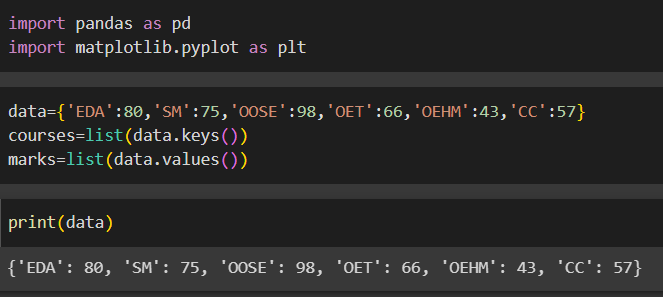 import pandas as pd
import matplotlib.pyplot as plt
data={'EDA':80,'SM':75,'OOSE':98,'OET':66,'OEHM':43,'CC':57}
courses=list(data.keys())
marks=list(data.values())
print(data)
{'EDA': 80, 'SM': 75, 'OOSE': 98, 'OET': 66, 'OEHM': 43, 'CC': 57}